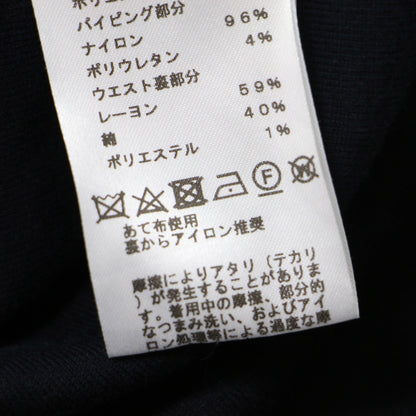 パイピング部分
ナイロン 96%
ポリウレタン 4%
ウエスト裏部分
レーヨン 59%
綿 40%
ポリエステル 1%
F
W
あて布使用
裏からアイロン推奨
摩擦によりアタリ(テカリ
)が発生することがありま
す。着用中の摩擦、部分的
なつまみ洗い、およびアイ
ロン処理等による過度な摩